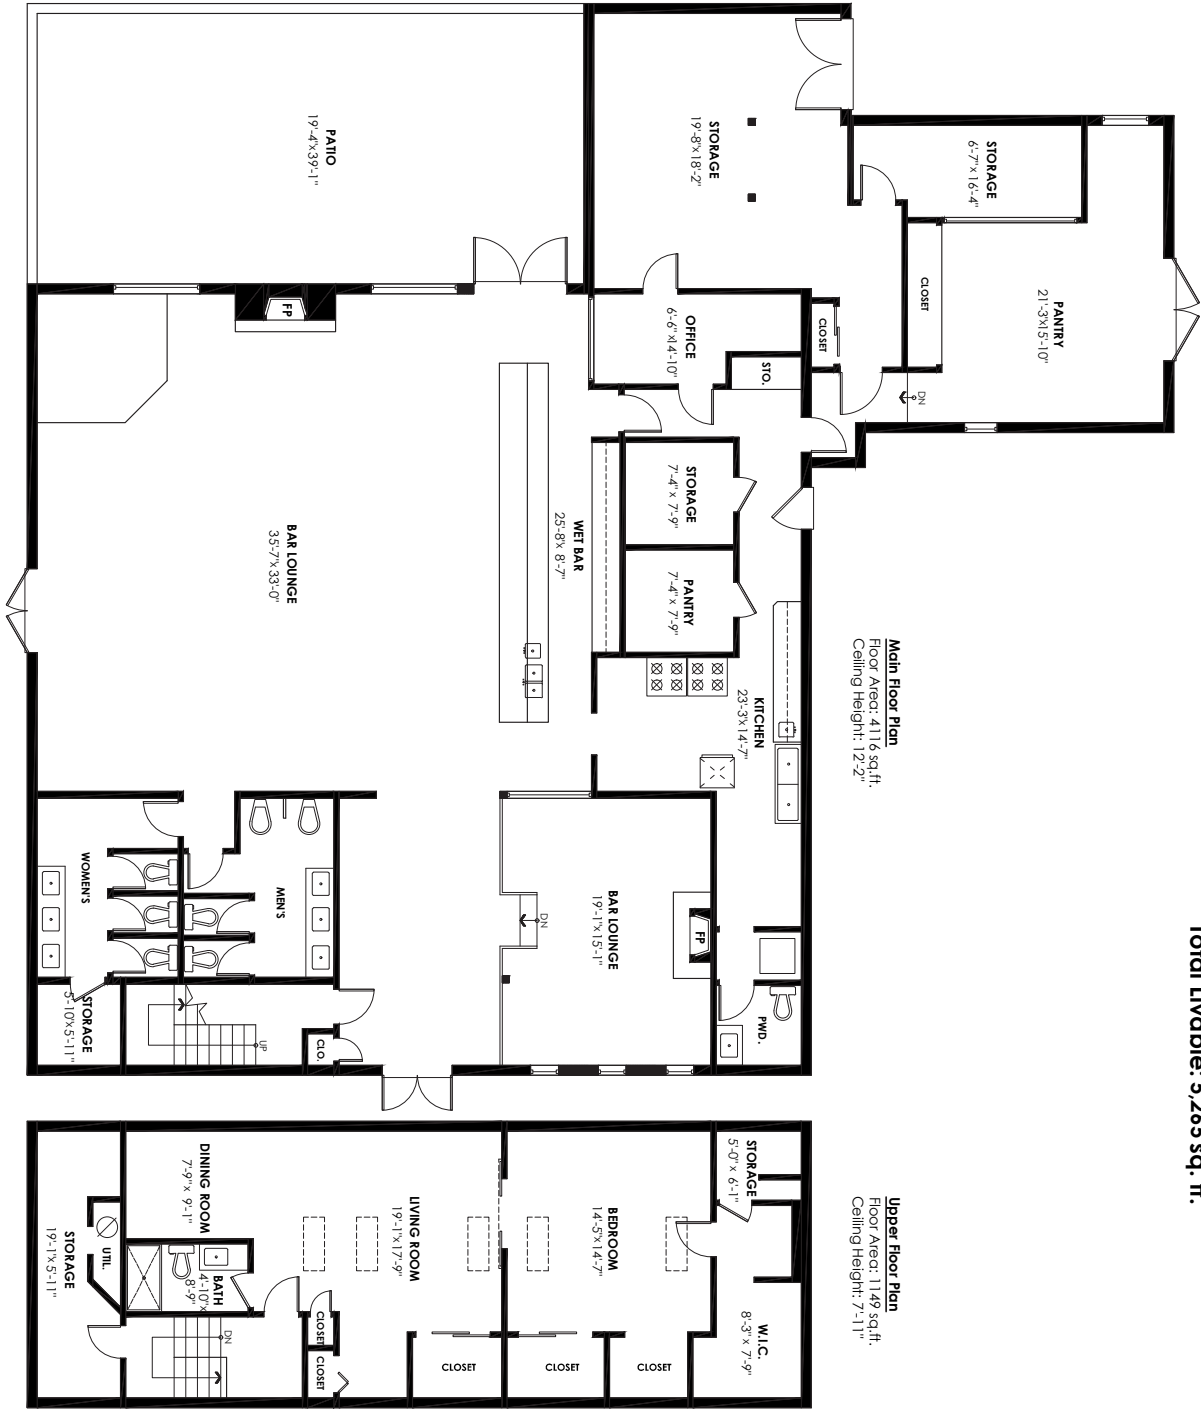 PATIO
19'-4"x39'-1"
STORAGE
19'-8"x18'-2"
STORAGE
6'-7"x 16'-4"
CLOSET
PANTRY
21'-3"x15'-10"
CLOSET
DN
FP
OFFICE
6'-6"x14'-10"
STO.
STORAGE
7'-4" x 7'-9"
PANTRY
7'-4" x 7'-9"
WET BAR
25'-8"x 8'-7"
BAR LOUNGE
35'-7"x 33'-0"
KITCHEN
23'-3"x14'-7"
Main Floor Plan
Floor Area: 4116 sq.ft.
Ceiling Height: 12'-2"
WOMEN'S
MEN'S
BAR LOUNGE
19'-1"x15'-1"
DN
FP
PWD.
STORAGE
5'-10"x5'-11"
UP
CLO.
Total Livable: 5,265 sq. ft.
STORAGE
19'-1"x5'-11"
UTIL.
DINING ROOM
7'-9" x 9'-1"
BATH
4'-10"x
8'-9"
DN
LIVING ROOM
19'-1"x17'-9"
CLOSET
CLOSET
CLOSET
BEDROOM
14'-5"x14'-7"
CLOSET
CLOSET
STORAGE
5'-0" x 6'-1"
W.I.C.
8'-3" x 7'-9"
Upper Floor Plan
Floor Area: 1149 sq.ft.
Ceiling Height: 7'-11"